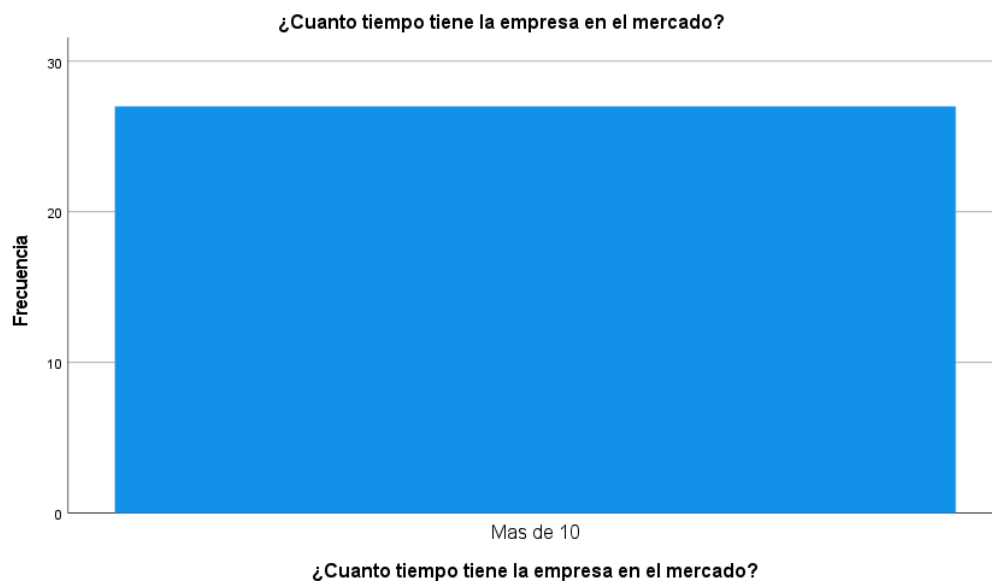 ¿Cuanto tiempo tiene la empresa en el mercado?
30
20
10
0
Frecuencia
Mas de 10
¿Cuanto tiempo tiene la empresa en el mercado?